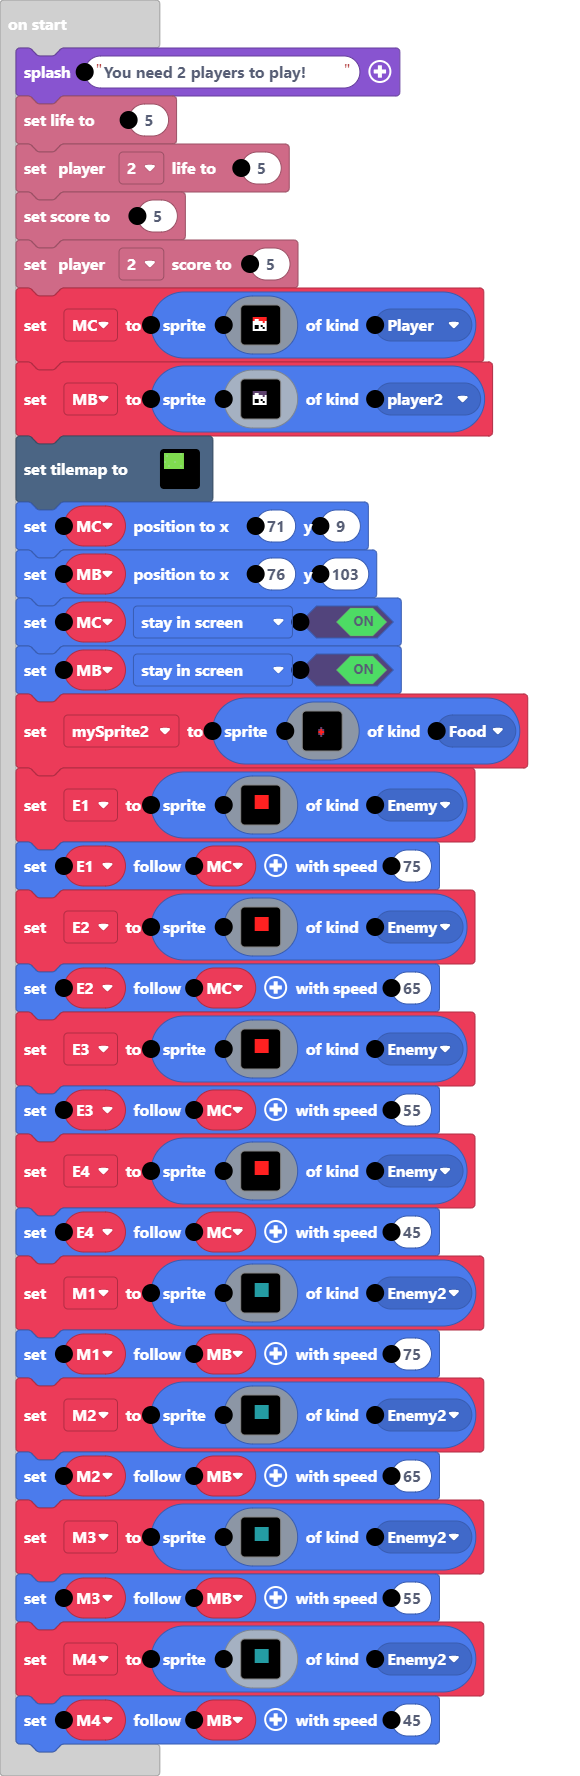 on start
splash "You need 2 players to play! "
set life to 5
set player 2 life to 5
set score to 5
set player 2 score to 5
set MC to sprite of kind Player
set MB to sprite of kind player2
set tilemap to
set MC position to x 71 y 9
set MB position to x 76 y 103
set MC stay in screen ON
set MB stay in screen ON
set mySprite2 to sprite of kind Food
set E1 to sprite of kind Enemy
set E1 follow MC with speed 75
set E2 to sprite of kind Enemy
set E2 follow MC with speed 65
set E3 to sprite of kind Enemy
set E3 follow MC with speed 55
set E4 to sprite of kind Enemy
set E4 follow MC with speed 45
set M1 to sprite of kind Enemy2
set M1 follow MB with speed 75
set M2 to sprite of kind Enemy2
set M2 follow MB with speed 65
set M3 to sprite of kind Enemy2
set M3 follow MB with speed 55
set M4 to sprite of kind Enemy2
set M4 follow MB with speed 45